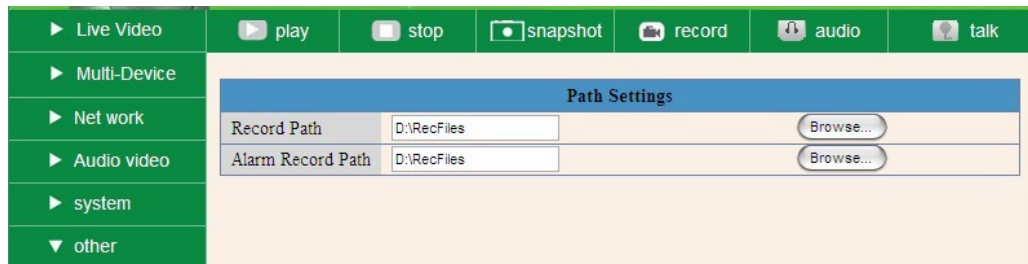 Live Video
play stop snapshot record audio talk
Multi-Device
Path Settings
Net work
Record Path D:\RecFiles Browse...
Audio video
Alarm Record Path D:\RecFiles Browse...
system
other